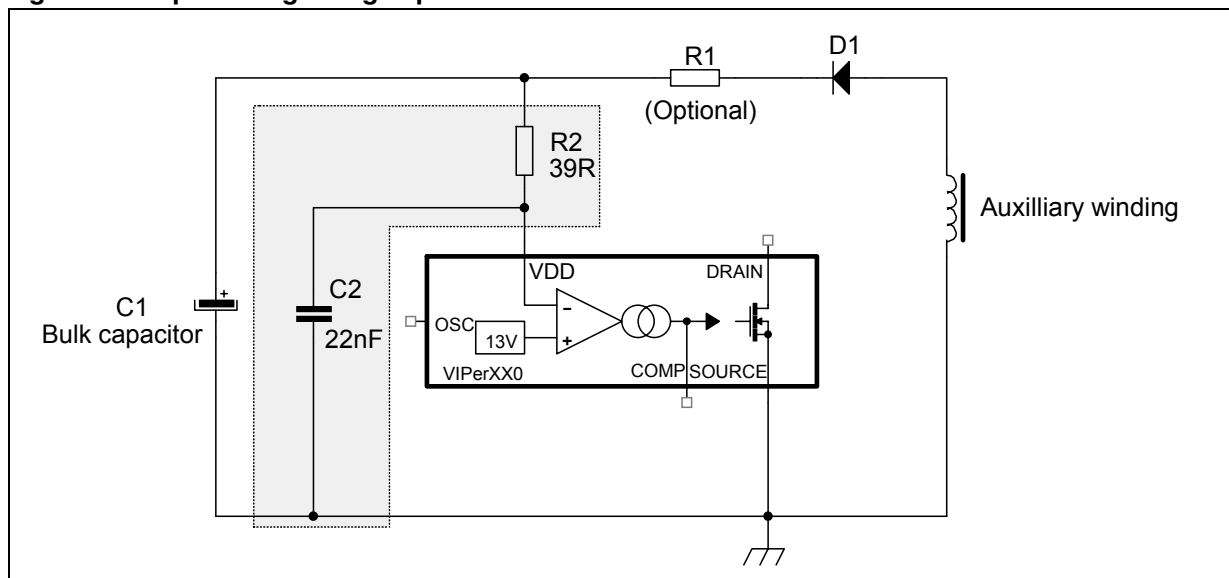 D1
R1
(Optional)
R2
39R
Auxilliary winding
VDD
DRAIN
C2
22nF
C1
Bulk capacitor
+
OSC
13V
−
+
COMP
SOURCE
VIPerXX0